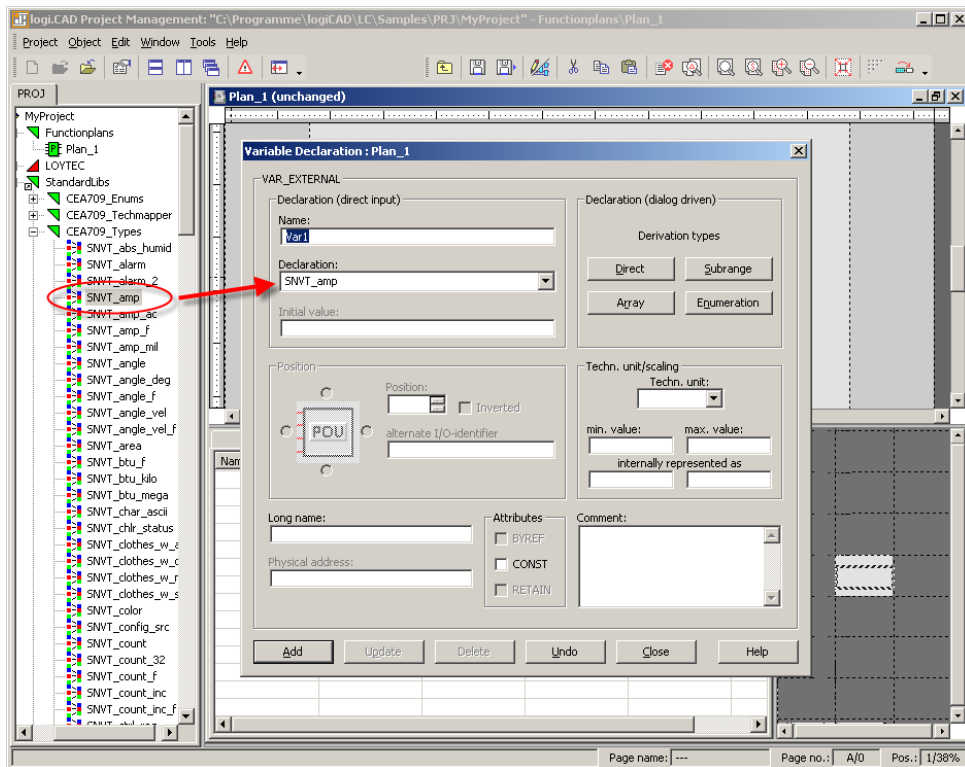 logi.CAD Project Management: "C:\Programme\logiCAD\LC\Samples\PRJ\MyProject" - Functionplans\Plan_1
Project Object Edit Window Tools Help
PROJ
MyProject
Functionplans
Plan_1
LOYTEC
StandardLibs
CEA709_Enums
CEA709_Techmapper
CEA709_Types
SNVT_abs_humid
SNVT_alarm
SNVT_alarm_2
SNVT_amp
SNVT_amp_ac
SNVT_amp_f
SNVT_amp_mil
SNVT_angle
SNVT_angle_deg
SNVT_angle_f
SNVT_angle_vel
SNVT_angle_vel_f
SNVT_area
SNVT_btu_f
SNVT_btu_kilo
SNVT_btu_mega
SNVT_char_ascii
SNVT_chlr_status
SNVT_clothes_w_
SNVT_clothes_w_
SNVT_clothes_w_
SNVT_clothes_w_
SNVT_color
SNVT_config_src
SNVT_count
SNVT_count_32
SNVT_count_f
SNVT_count_inc
SNVT_count_inc_f
Plan_1 (unchanged)
Nam
Variable Declaration : Plan_1
VAR_EXTERNAL
Declaration (direct input)
Name:
Var1
Declaration:
SNVT_amp
Initial value:
Declaration (dialog driven)
Derivation types
Direct Subrange
Array Enumeration
Position
POU
Position:
Inverted
alternate I/O-identifier
Techn. unit/scaling
Techn. unit:
min. value: max. value:
internally represented as
Long name:
Physical address:
Attributes
BYREF
CONST
RETAIN
Comment:
Add Update Delete Undo Close Help
Page name: --- Page no.: A/0 Pos.: 1/38%